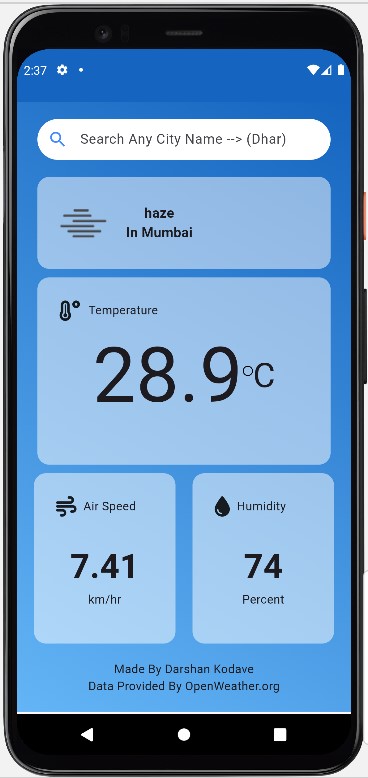 2:37
Search Any City Name --> (Dhar)
haze
In Mumbai
Temperature
28.9°C
Air Speed
Humidity
7.41
74
km/hr
Percent
Made By Darshan Kodave
Data Provided By OpenWeather.org